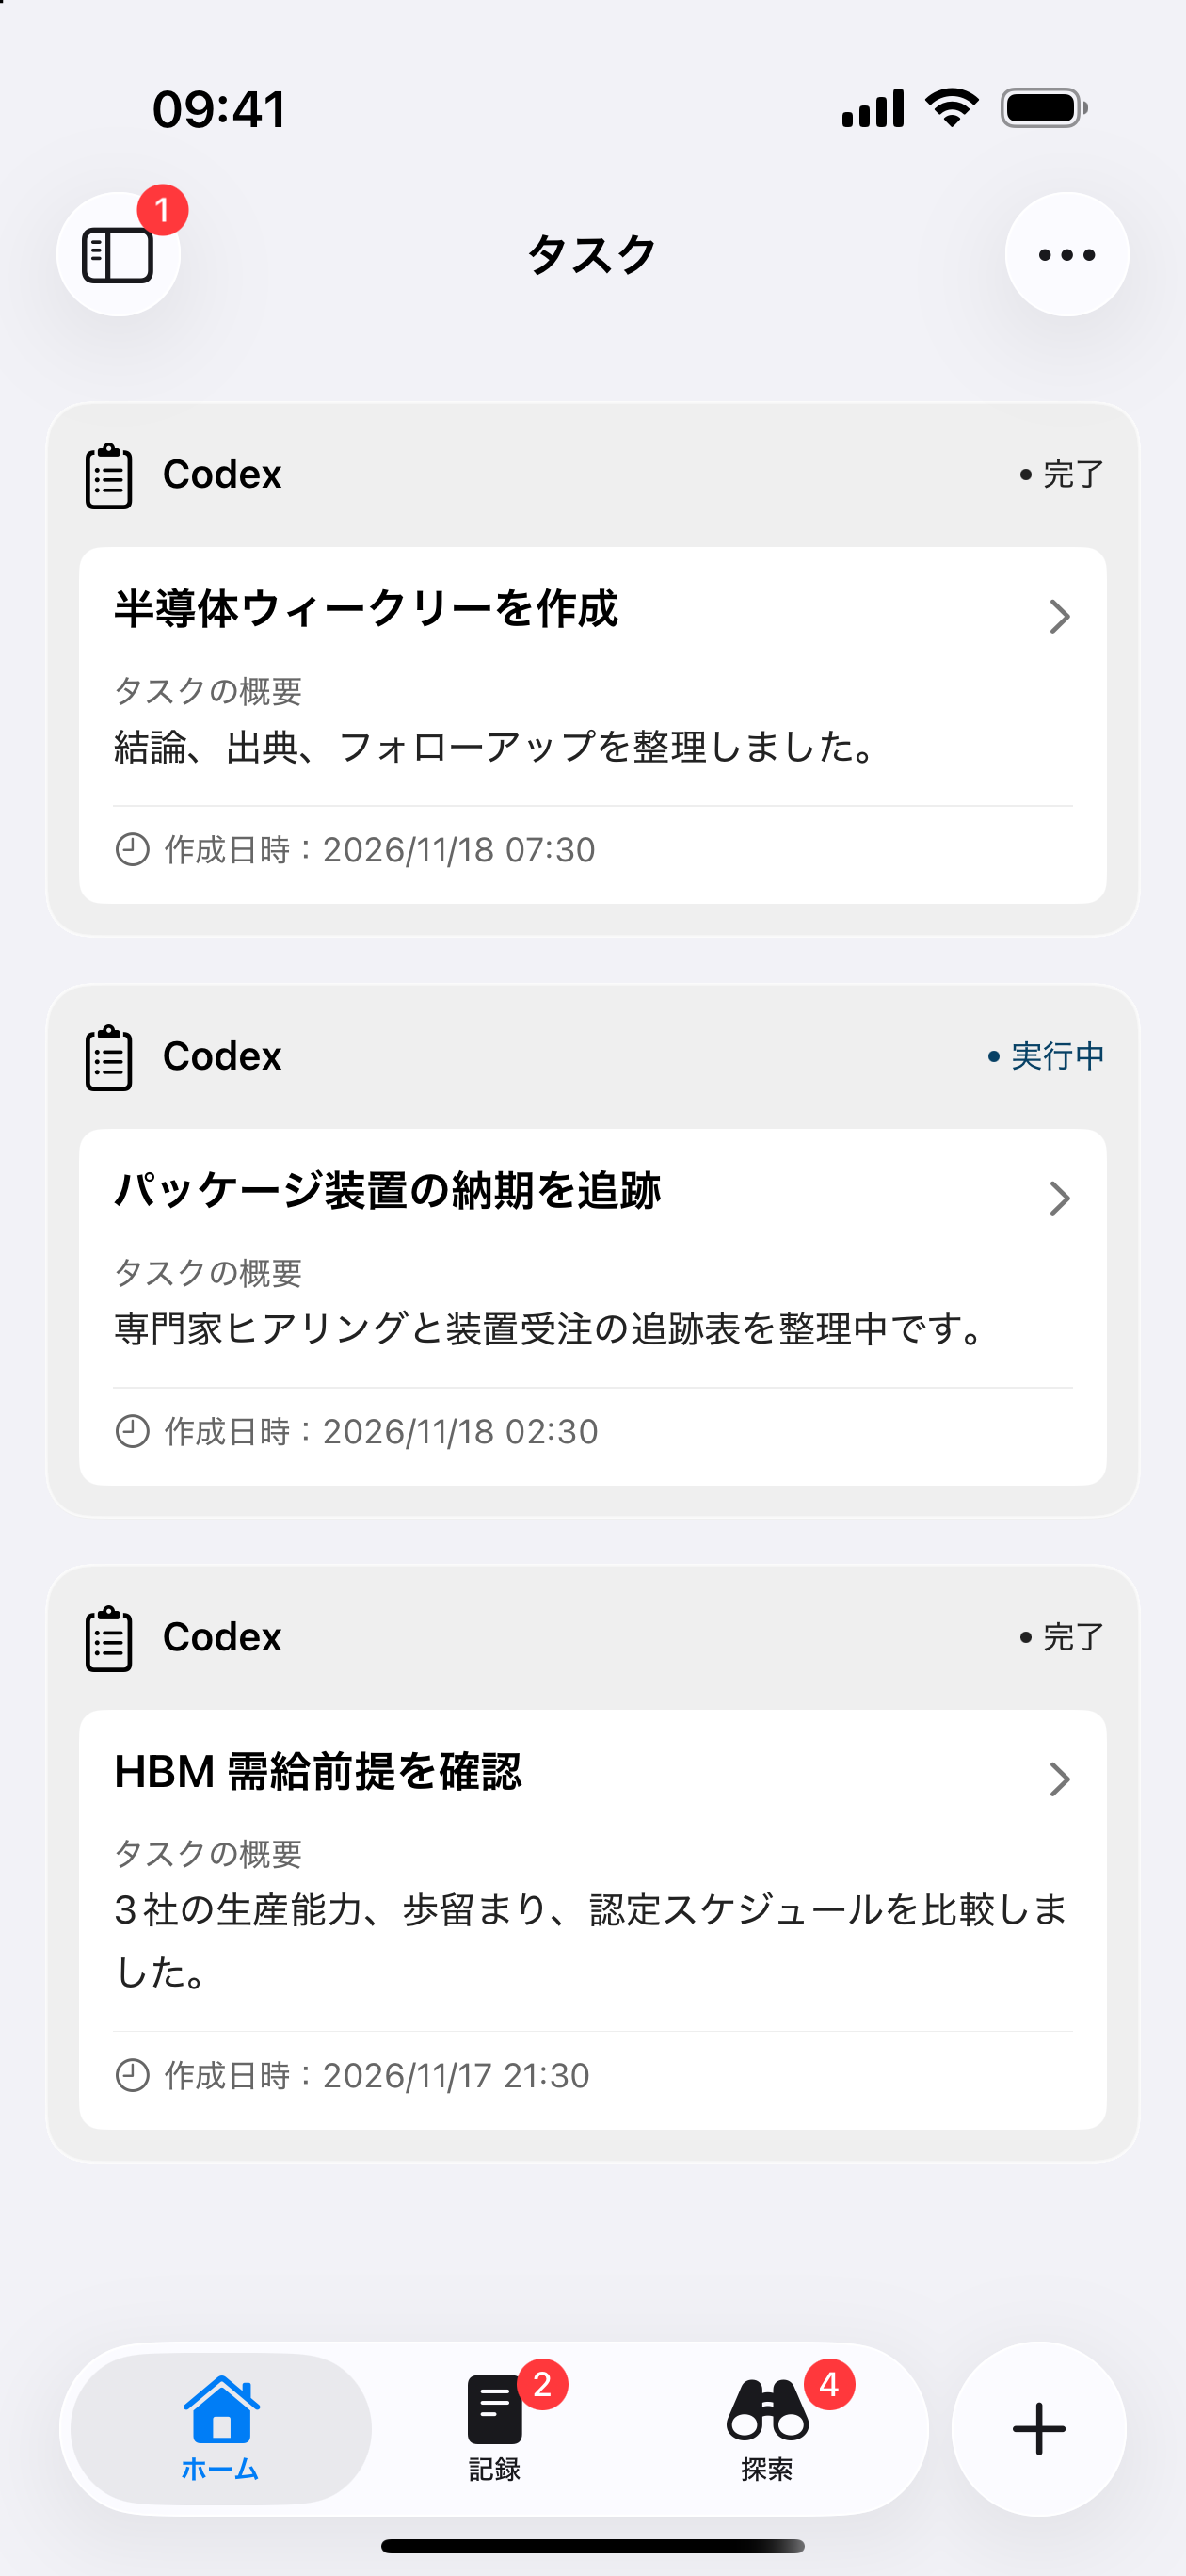 09:41
1
タスク
Codex
• 完了
半導体ウィークリーを作成
タスクの概要
結論、出典、フォローアップを整理しました。
作成日時：2026/11/18 07:30
Codex
• 実行中
パッケージ装置の納期を追跡
タスクの概要
専門家ヒアリングと装置受注の追跡表を整理中です。
作成日時：2026/11/18 02:30
Codex
• 完了
HBM 需給前提を確認
タスクの概要
3社の生産能力、歩留まり、認定スケジュールを比較しま
した。
作成日時：2026/11/17 21:30
2
4
ホーム
記録
探索